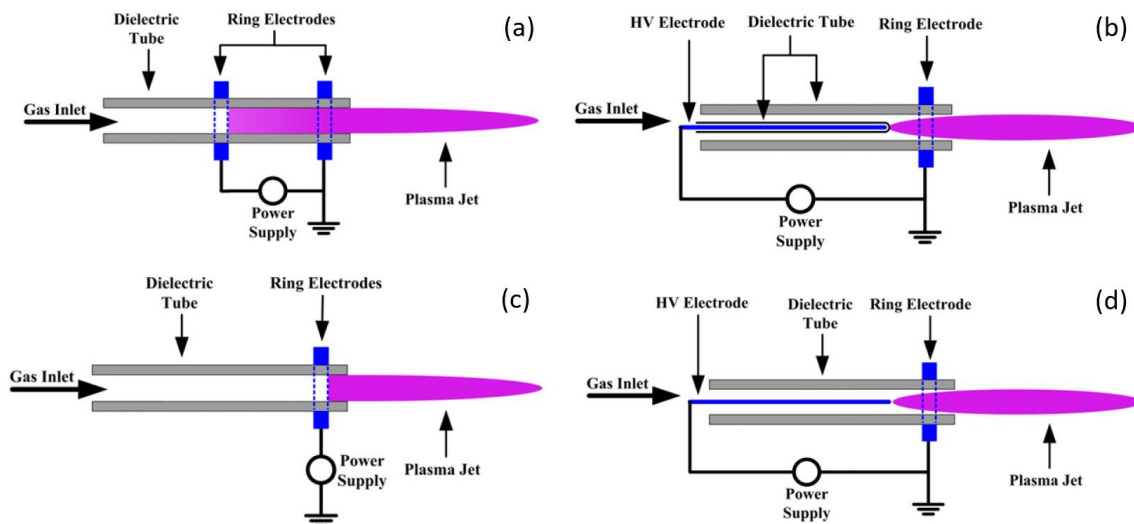 Dielectric
Tube
Ring Electrodes
(a)
Gas Inlet
Power
Supply
Plasma Jet
HV Electrode
Dielectric Tube
Ring Electrode
(b)
Gas Inlet
Power
Supply
Plasma Jet
Dielectric
Tube
Ring Electrodes
(c)
Gas Inlet
Power
Supply
Plasma Jet
HV Electrode
Dielectric
Tube
Ring Electrode
(d)
Gas Inlet
Power
Supply
Plasma Jet